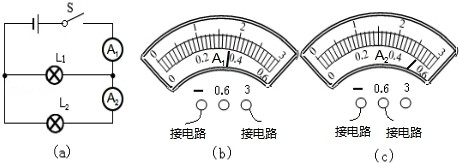 S
A₁
L₁
A₂
L₂
(a)
0 1 2 3
0 0.2 0.4 0.6
A₁
− 0.6 3
接电路 接电路
(b)
0 1 2 3
0 0.2 0.4 0.6
A₂
− 0.6 3
接电路 接电路
(c)